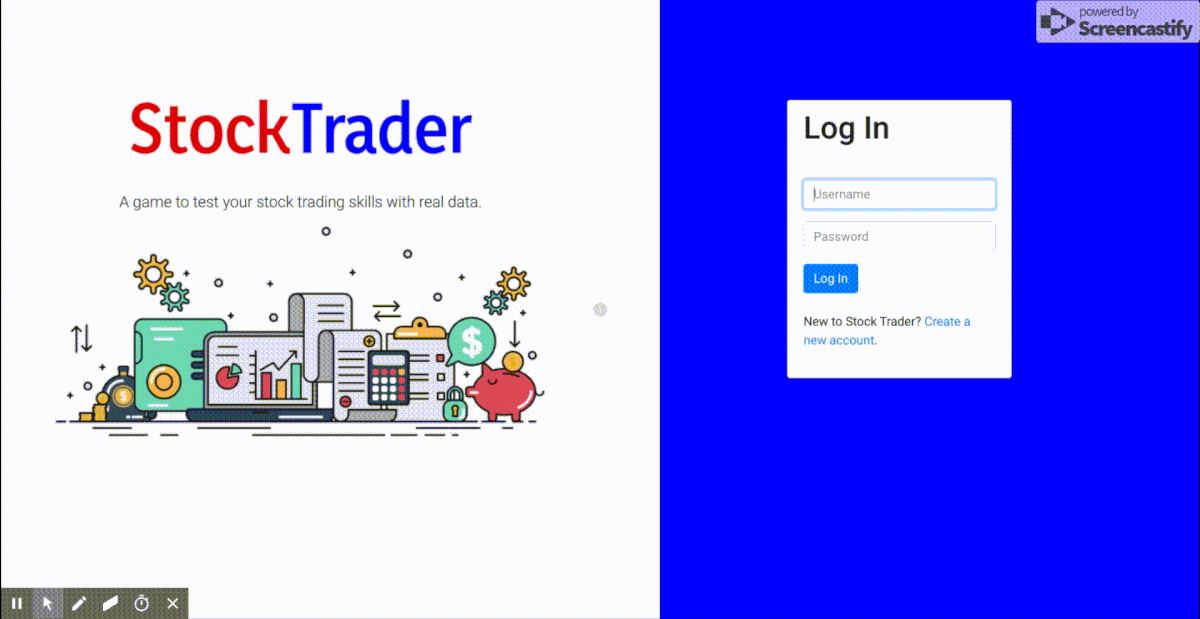 powered by
Screencastify
StockTrader
A game to test your stock trading skills with real data.
$
$
Log In
Username
Password
Log In
New to Stock Trader? Create a
new account.